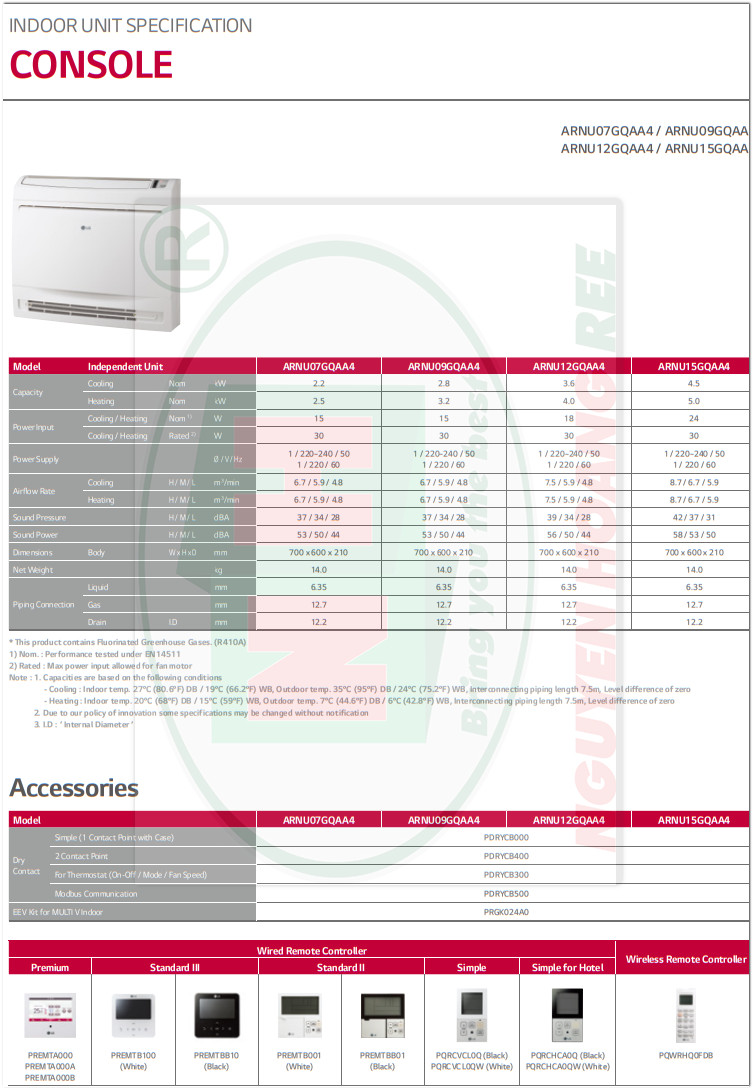 INDOOR UNIT SPECIFICATION
CONSOLE
ARNU07GQAA4 / ARNU09GQAA
ARNU12GQAA4 / ARNU15GQAA
LG
®
Bring you the best
NGUYEN HOANG REE
Model Independent Unit ARNU07GQAA4 ARNU09GQAA4 ARNU12GQAA4 ARNU15GQAA4
Capacity Cooling Nom kW 2.2 2.8 3.6 4.5
Heating Nom kW 2.5 3.2 4.0 5.0
Power Input Cooling / Heating Nom 1) W 15 15 18 24
Cooling / Heating Rated 2) W 30 30 30 30
Power Supply Ø / V / Hz 1 / 220-240 / 50 1 / 220-240 / 50 1 / 220-240 / 50 1 / 220-240 / 50
1 / 220 / 60 1 / 220 / 60 1 / 220 / 60 1 / 220 / 60
Airflow Rate Cooling H / M / L m³/min 6.7 / 5.9 / 4.8 6.7 / 5.9 / 4.8 7.5 / 5.9 / 4.8 8.7 / 6.7 / 5.9
Heating H / M / L m³/min 6.7 / 5.9 / 4.8 6.7 / 5.9 / 4.8 7.5 / 5.9 / 4.8 8.7 / 6.7 / 5.9
Sound Pressure H / M / L dBA 37 / 34 / 28 37 / 34 / 28 39 / 34 / 28 42 / 37 / 31
Sound Power H / M / L dBA 53 / 50 / 44 53 / 50 / 44 56 / 50 / 44 58 / 53 / 50
Dimensions Body W x H x D mm 700 x 600 x 210 700 x 600 x 210 700 x 600 x 210 700 x 600 x 210
Net Weight kg 14.0 14.0 14.0 14.0
Piping Connection Liquid mm 6.35 6.35 6.35 6.35
Gas mm 12.7 12.7 12.7 12.7
Drain I.D mm 12.2 12.2 12.2 12.2
* This product contains Fluorinated Greenhouse Gases. (R410A)
1) Nom. : Performance tested under EN14511
2) Rated : Max power input allowed for fan motor
Note : 1. Capacities are based on the following conditions
- Cooling : Indoor temp. 27°C (80.6°F) DB / 19°C (66.2°F) WB, Outdoor temp. 35°C (95°F) DB / 24°C (75.2°F) WB, Interconnecting piping length 7.5m, Level difference of zero
- Heating : Indoor temp. 20°C (68°F) DB / 15°C (59°F) WB, Outdoor temp. 7°C (44.6°F) DB / 6°C (42.8°F) WB, Interconnecting piping length 7.5m, Level difference of zero
2. Due to our policy of innovation some specifications may be changed without notification
3. I.D : ' Internal Diameter '
Accessories
Model ARNU07GQAA4 ARNU09GQAA4 ARNU12GQAA4 ARNU15GQAA4
Dry Contact Simple (1 Contact Point with Case) PDRYCB000
2 Contact Point PDRYCB400
For Thermostat (On-Off / Mode / Fan Speed) PDRYCB300
Modbus Communication PDRYCB500
EEV Kit for MULTI V Indoor PRGK024A0
Wired Remote Controller Wireless Remote Controller
Premium Standard III Standard II Simple Simple for Hotel
PREMTA000 PREMTB100 PREMTBB10 PREMTB001 PREMTBB01 PQRCVCL0Q (Black) PQRCHCA0Q (Black) PQWRHQ0FDB
PREMTA000A (White) (Black) (White) (Black) PQRCVCL0QW (White) PQRCHCA0QW (White)
PREMTA000B